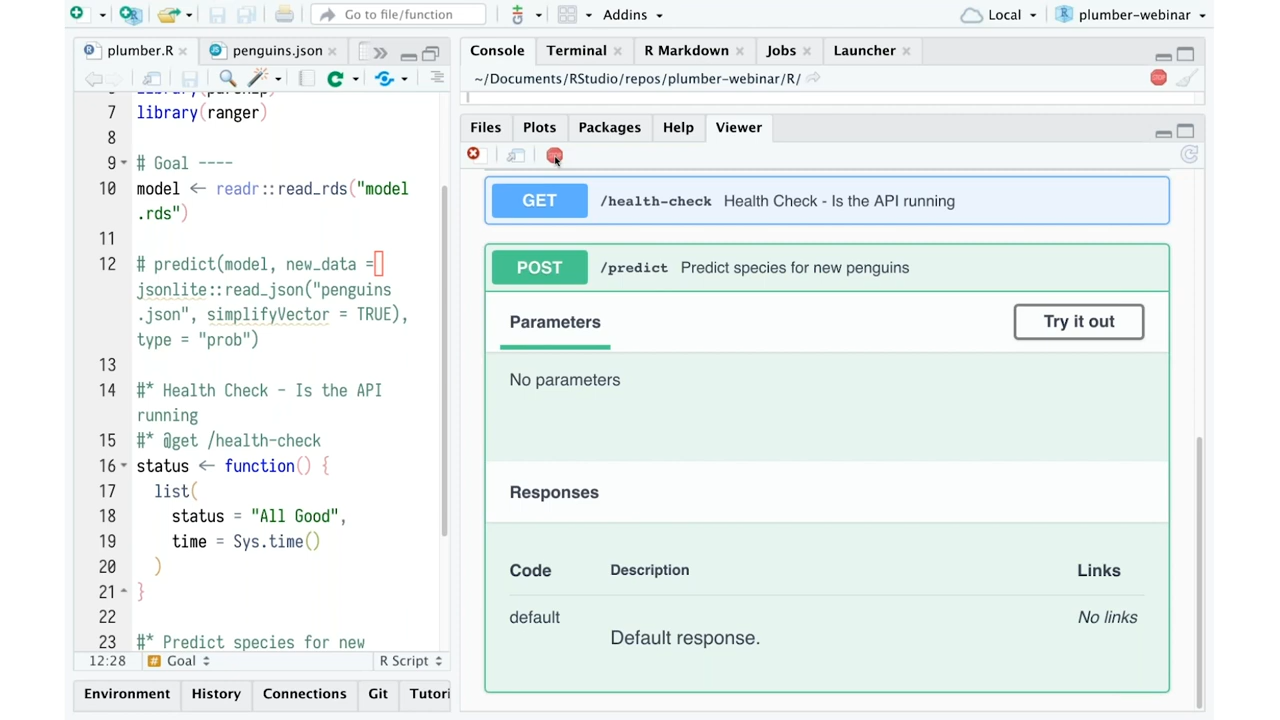 Go to file/function
Addins
Local
plumber-webinar
plumber.R
penguins.json
Console
Terminal
R Markdown
Jobs
Launcher
~/Documents/RStudio/repos/plumber-webinar/R/
7 library(ranger)
8
9 # Goal ----
10 model ← readr::read_rds("model
.rds")
11
12 # predict(model, new_data =
jsonlite::read_json("penguins
.json", simplifyVector = TRUE),
type = "prob")
13
14 #* Health Check - Is the API
running
15 #* @get /health-check
16 status ← function() {
17 list(
18 status = "All Good",
19 time = Sys.time()
20 )
21 }
22
23 #* Predict species for new
12:28
# Goal
R Script
Environment
History
Connections
Git
Tutori
Files
Plots
Packages
Help
Viewer
GET /health-check Health Check - Is the API running
POST /predict Predict species for new penguins
Parameters
Try it out
No parameters
Responses
Code Description Links
default
Default response.
No links